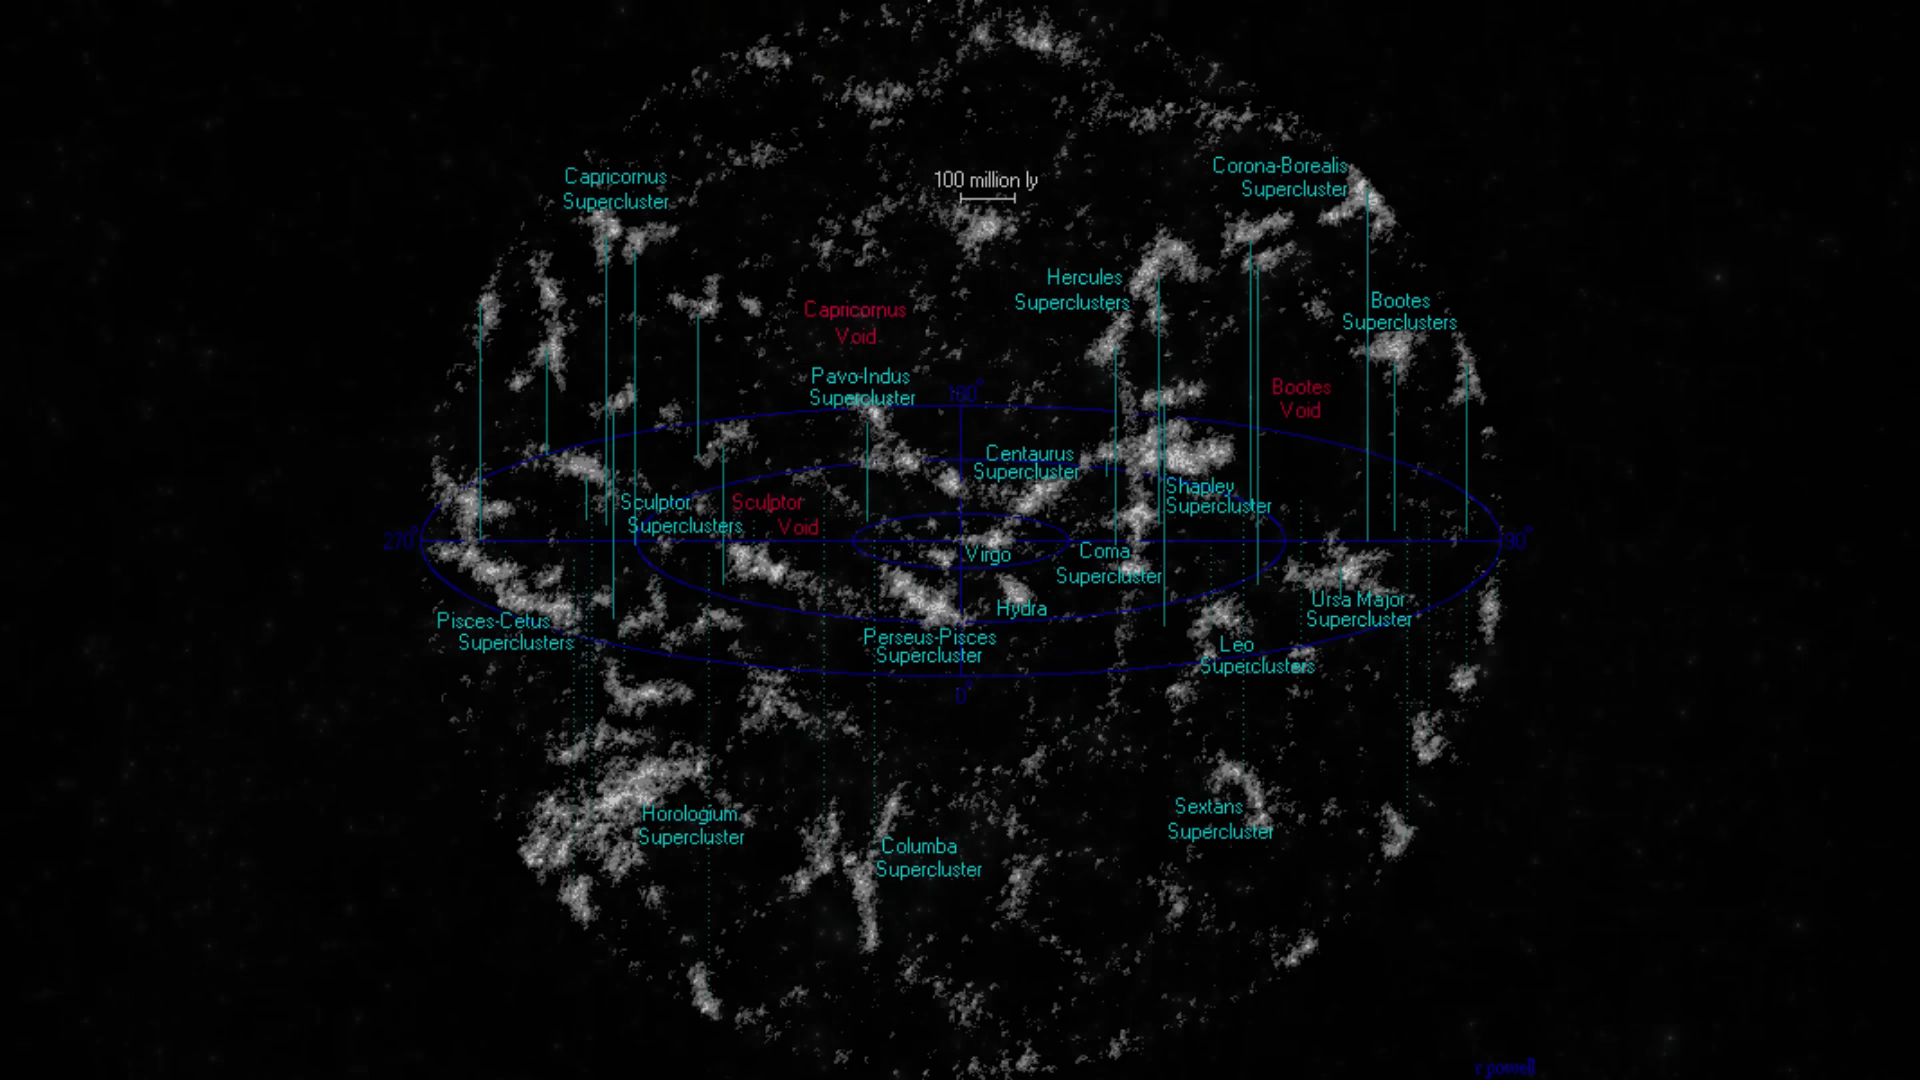 Capricornus
Supercluster
100 million ly
Corona-Borealis
Supercluster
Hercules
Superclusters
Bootes
Superclusters
Capricornus
Void
Pavo-Indus
Supercluster
180°
Bootes
Void
Centaurus
Supercluster
Sculptor
Superclusters
Sculptor
Void
Shapley
Supercluster
270°
90°
Virgo
Coma
Supercluster
Pisces-Cetus
Superclusters
Perseus-Pisces
Supercluster
Hydra
Ursa Major
Supercluster
Leo
Superclusters
0°
Horologium
Supercluster
Columba
Supercluster
Sextans
Supercluster
r powell